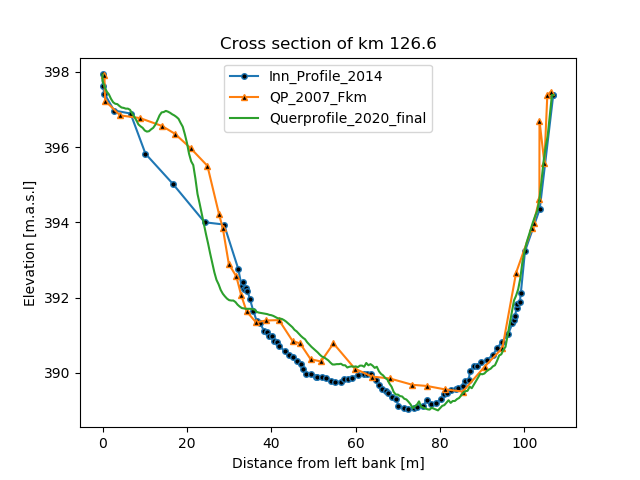 Cross section of km 126.6
Inn_Profile_2014
QP_2007_Fkm
Querprofile_2020_final
398
396
394
392
390
Elevation [m.a.s.l]
0
20
40
60
80
100
Distance from left bank [m]